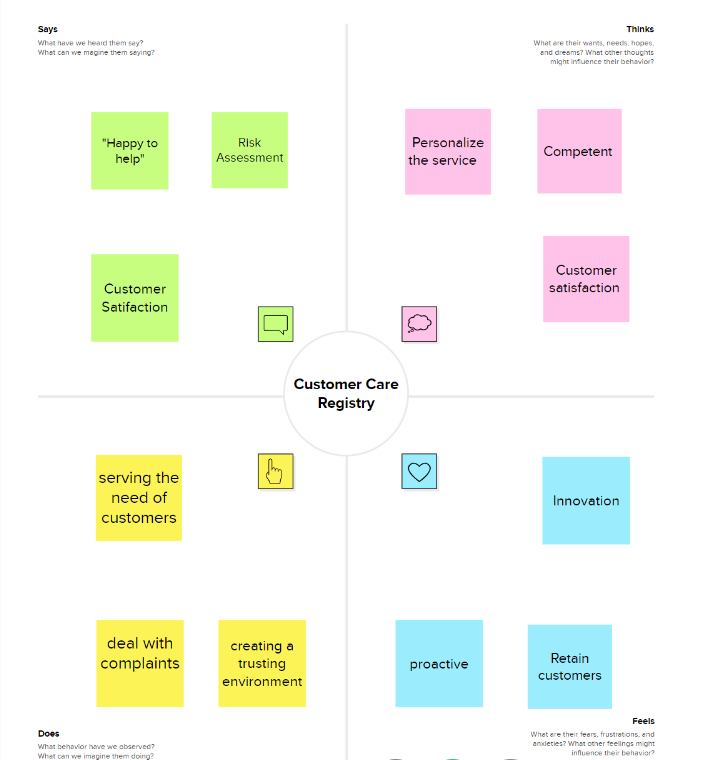 Says
What have we heard them say?
What can we magine them saying?
Thinks
What are their wants, needs, hopes,
and dreams? What other thoughts
might influence their behavior?
"Happy to
help"
Risk
Assessment
Personalize
the service
Competent
Customer
Satifaction
Customer
satisfaction
Customer Care
Registry
serving the
need of
customers
Innovation
deal with
complaints
creating a
trusting
environment
proactive
Retain
customers
Does
What behavior have we observed?
What can we imagine them doing?
Feels
What are their fears, frustrations, and
anxieties? What other feelings might
influence their behavior?